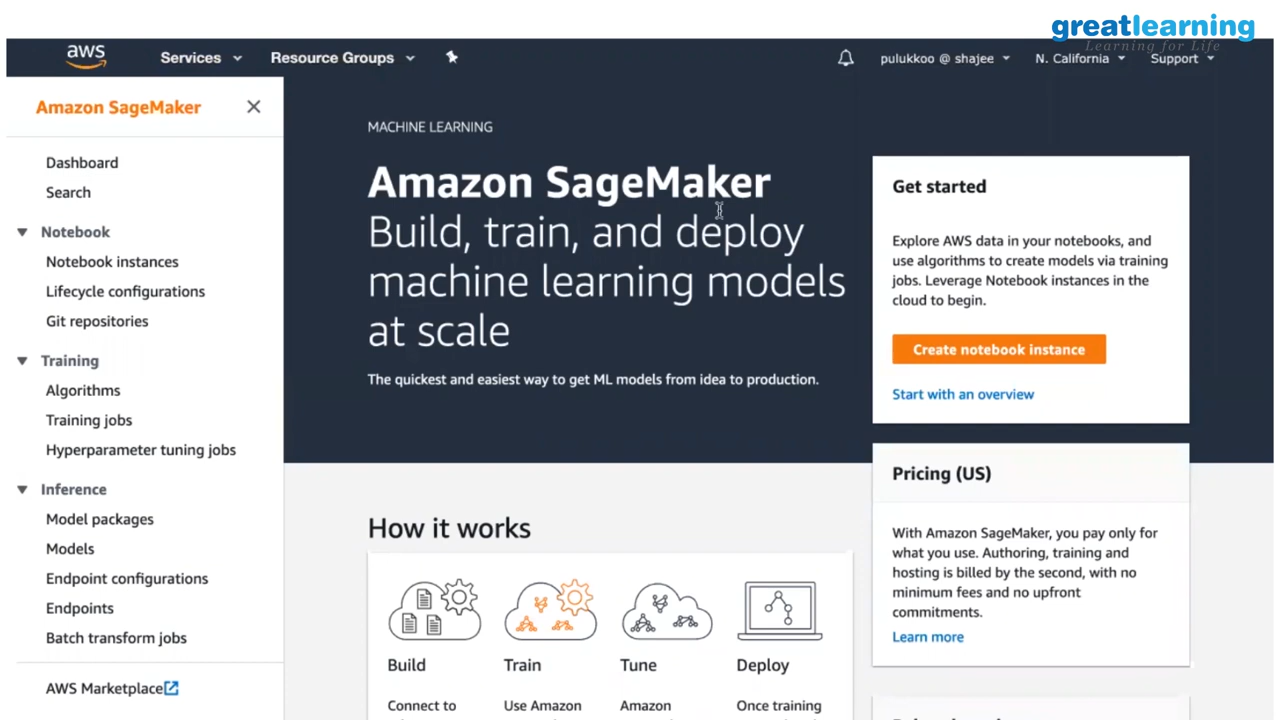 greatlearning
Learning for Life
aws
Services
Resource Groups
pulukkoo @ shajee
N. California
Support
Amazon SageMaker
Dashboard
Search
Notebook
Notebook instances
Lifecycle configurations
Git repositories
Training
Algorithms
Training jobs
Hyperparameter tuning jobs
Inference
Model packages
Models
Endpoint configurations
Endpoints
Batch transform jobs
AWS Marketplace
MACHINE LEARNING
Amazon SageMaker
Build, train, and deploy
machine learning models
at scale
The quickest and easiest way to get ML models from idea to production.
Get started
Explore AWS data in your notebooks, and
use algorithms to create models via training
jobs. Leverage Notebook instances in the
cloud to begin.
Create notebook instance
Start with an overview
Pricing (US)
With Amazon SageMaker, you pay only for
what you use. Authoring, training and
hosting is billed by the second, with no
minimum fees and no upfront
commitments.
Learn more
How it works
Build
Connect to
Train
Use Amazon
Tune
Amazon
Deploy
Once training